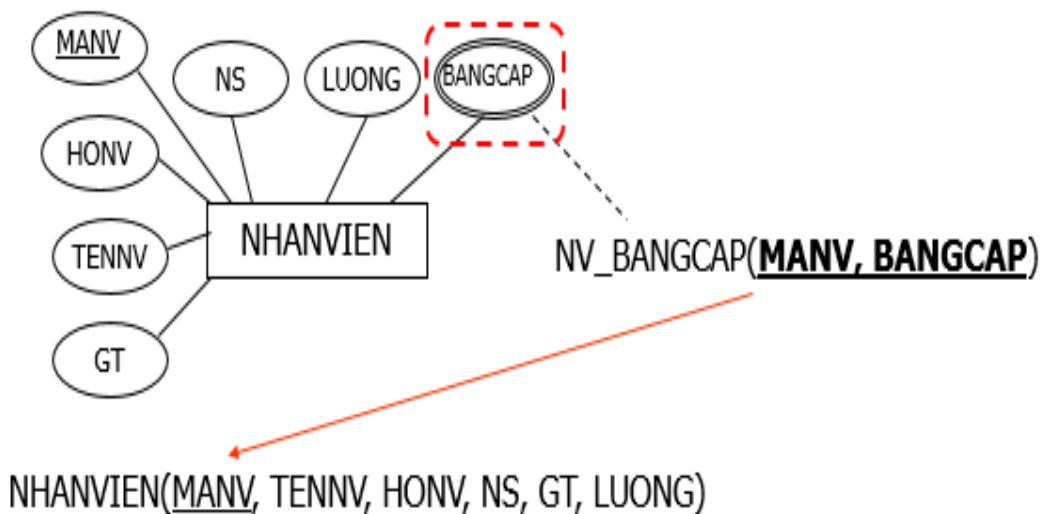 MANV
NS
LUONG
BANGCAP
HONV
TENNV
NHANVIEN
NV_BANGCAP(MANV, BANGCAP)
GT
NHANVIEN(MANV, TENNV, HONV, NS, GT, LUONG)